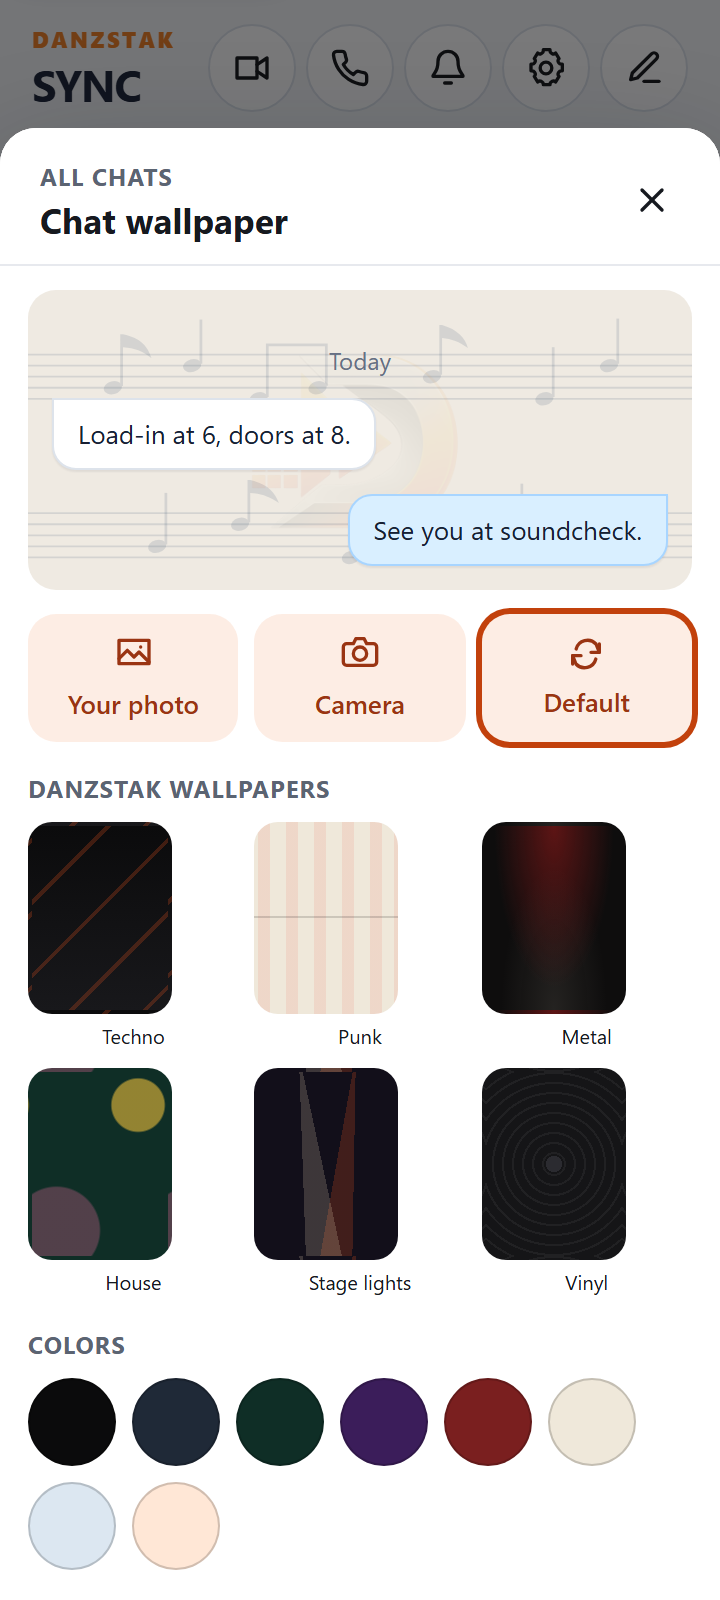 DANZSTAK
SYNC
ALL CHATS
Chat wallpaper
Today
Load-in at 6, doors at 8.
See you at soundcheck.
Your photo
Camera
Default
DANZSTAK WALLPAPERS
Techno
Punk
Metal
House
Stage lights
Vinyl
COLORS